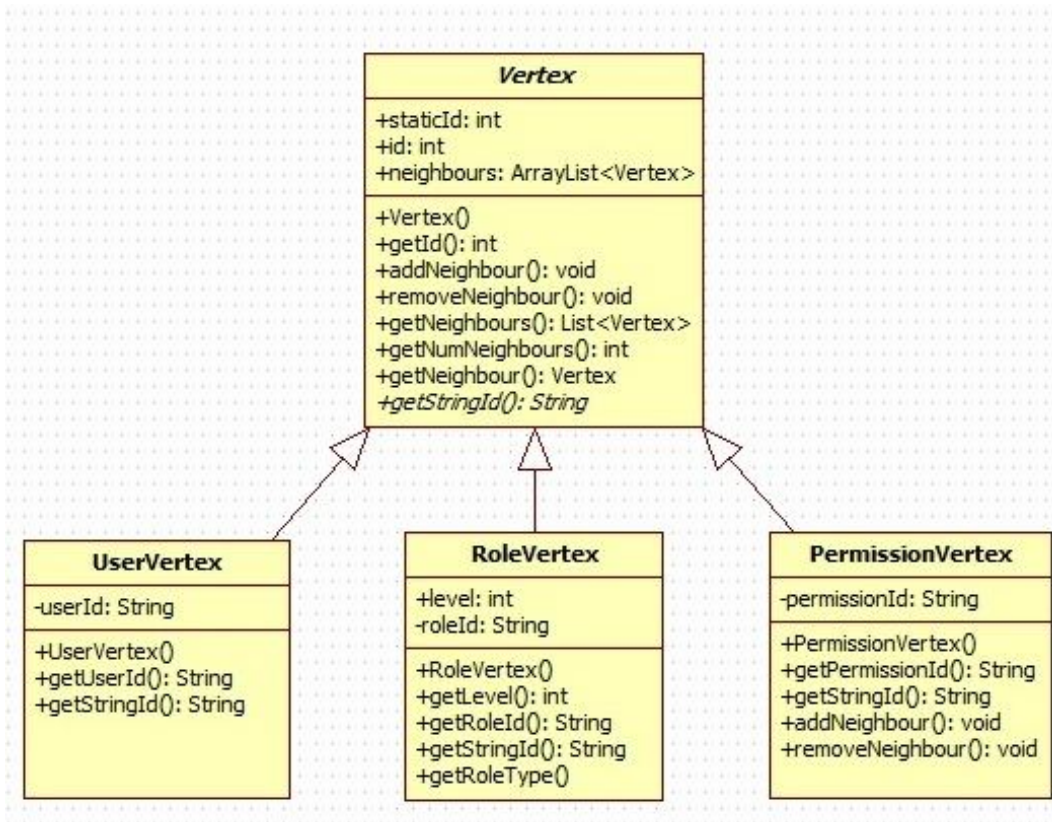 Vertex
+staticId: int
+id: int
+neighbours: ArrayList<Vertex>
+Vertex()
+getId(): int
+addNeighbour(): void
+removeNeighbour(): void
+getNeighbours(): List<Vertex>
+getNumNeighbours(): int
+getNeighbour(): Vertex
+getStringId(): String
UserVertex
-userId: String
+UserVertex()
+getUserId(): String
+getStringId(): String
RoleVertex
+level: int
-roleId: String
+RoleVertex()
+getLevel(): int
+getRoleId(): String
+getStringId(): String
+getRoleType()
PermissionVertex
-permissionId: String
+PermissionVertex()
+getPermissionId(): String
+getStringId(): String
+addNeighbour(): void
+removeNeighbour(): void